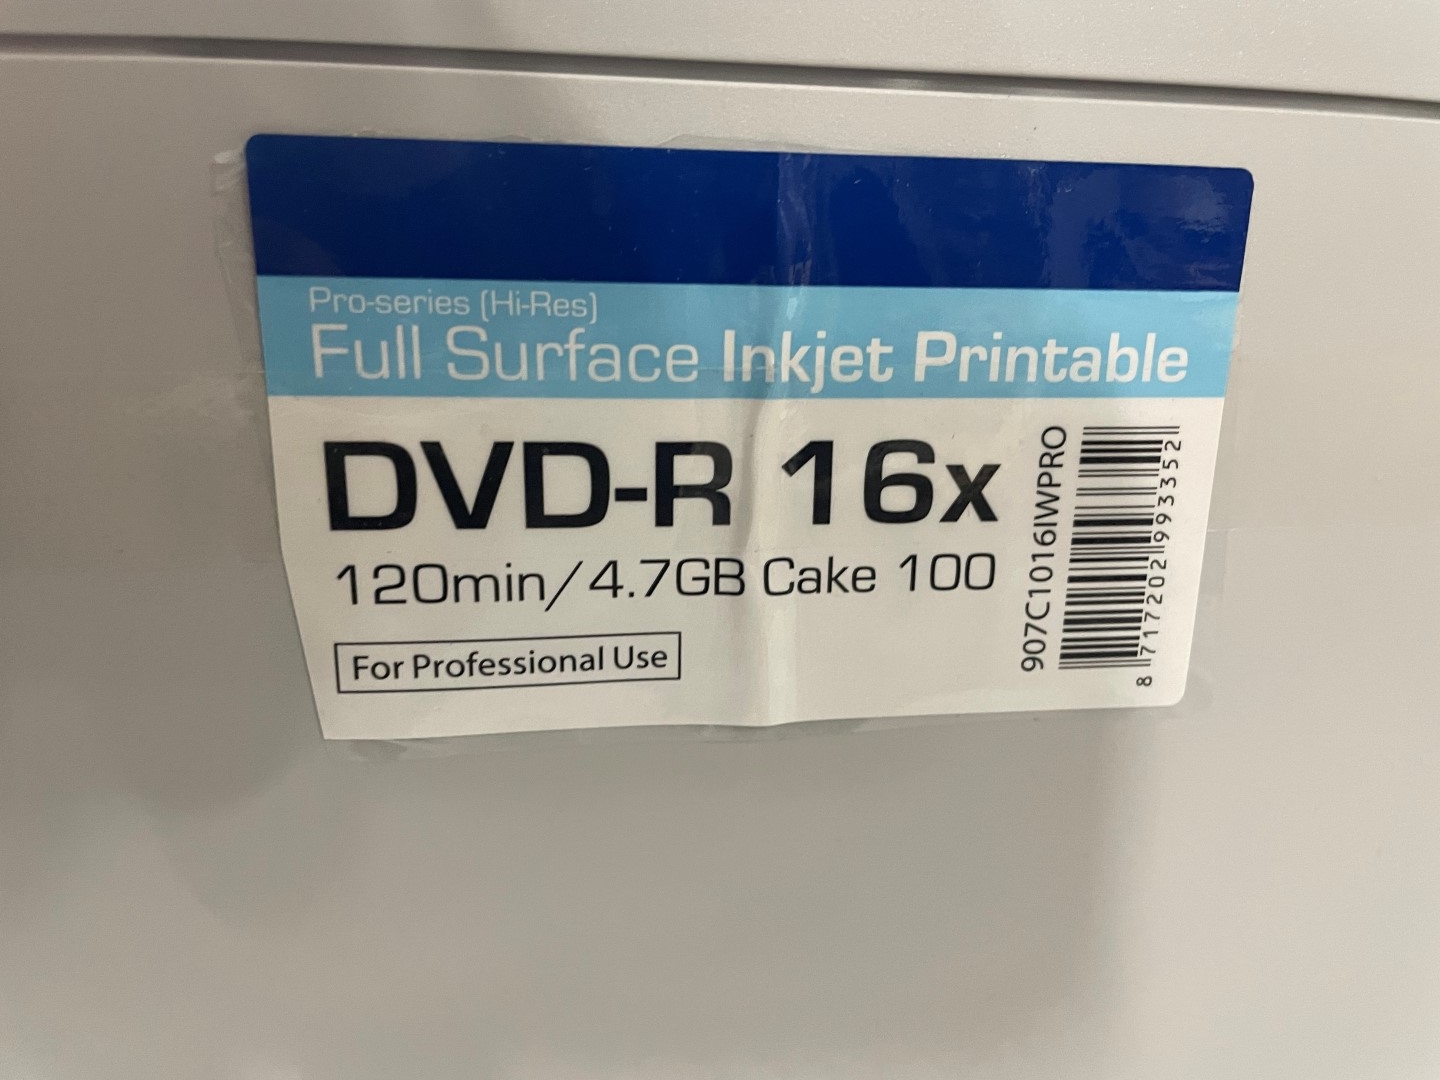 Pro-series (Hi-Res)
Full Surface Inkjet Printable
DVD-R 16x
120min/4.7GB Cake 100
For Professional Use
907C1016IWPRO
8 717202 993352